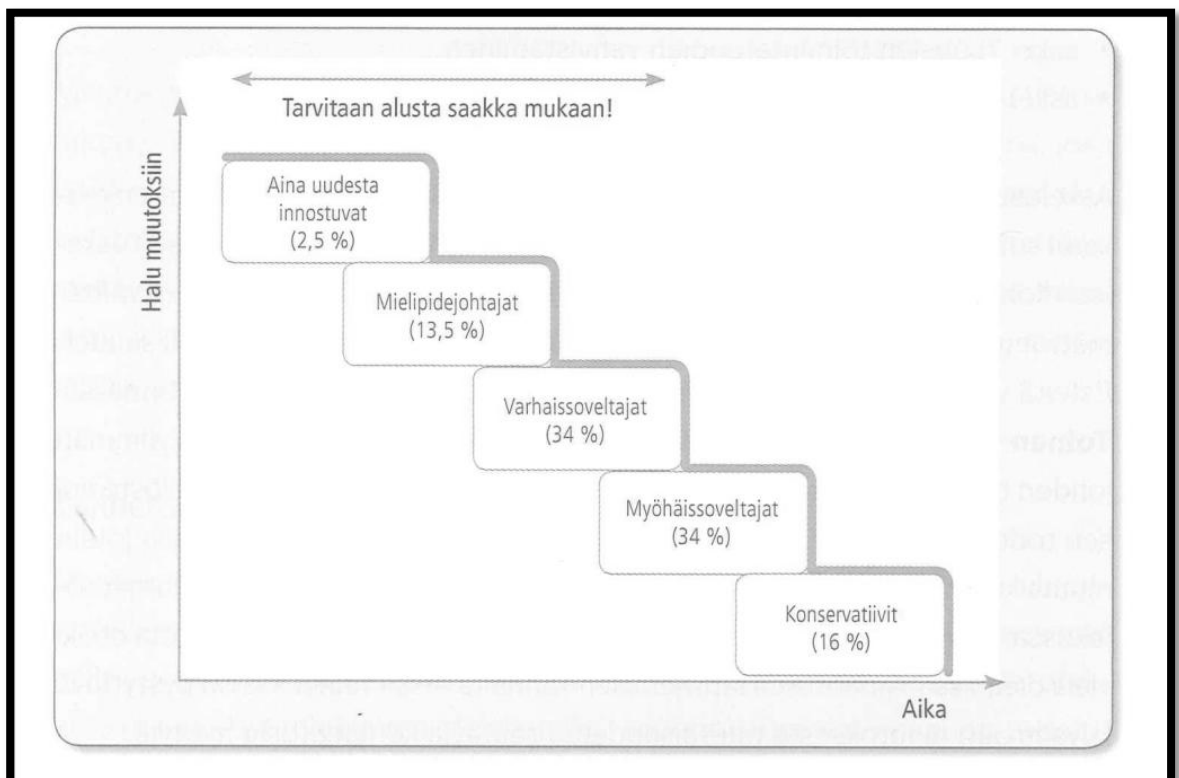 Tarvitaan alusta saakka mukaan!
Halu muutoksiin
Aina uudesta
innostuvat
(2,5 %)
Mielipidejohtajat
(13,5 %)
Varhaissoveltajat
(34 %)
Myöhäissoveltajat
(34 %)
Konservatiivit
(16 %)
Aika